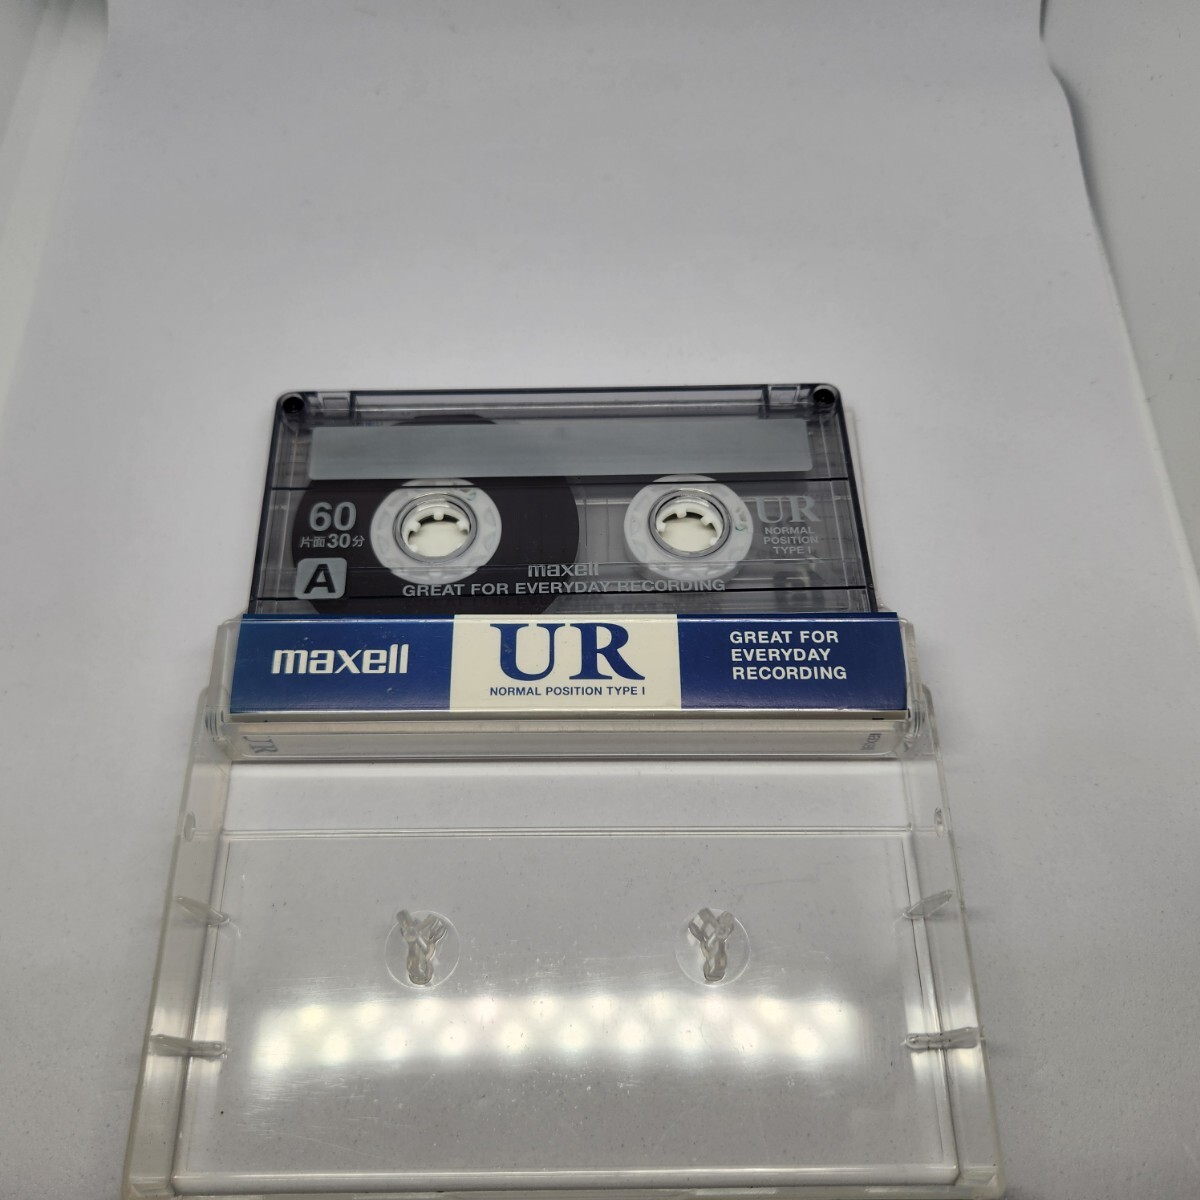 60
片面30分
A
UR
NORMAL
POSITION
TYPE I
maxell
GREAT FOR EVERYDAY RECORDING
maxell
UR
NORMAL POSITION TYPE I
GREAT FOR
EVERYDAY
RECORDING